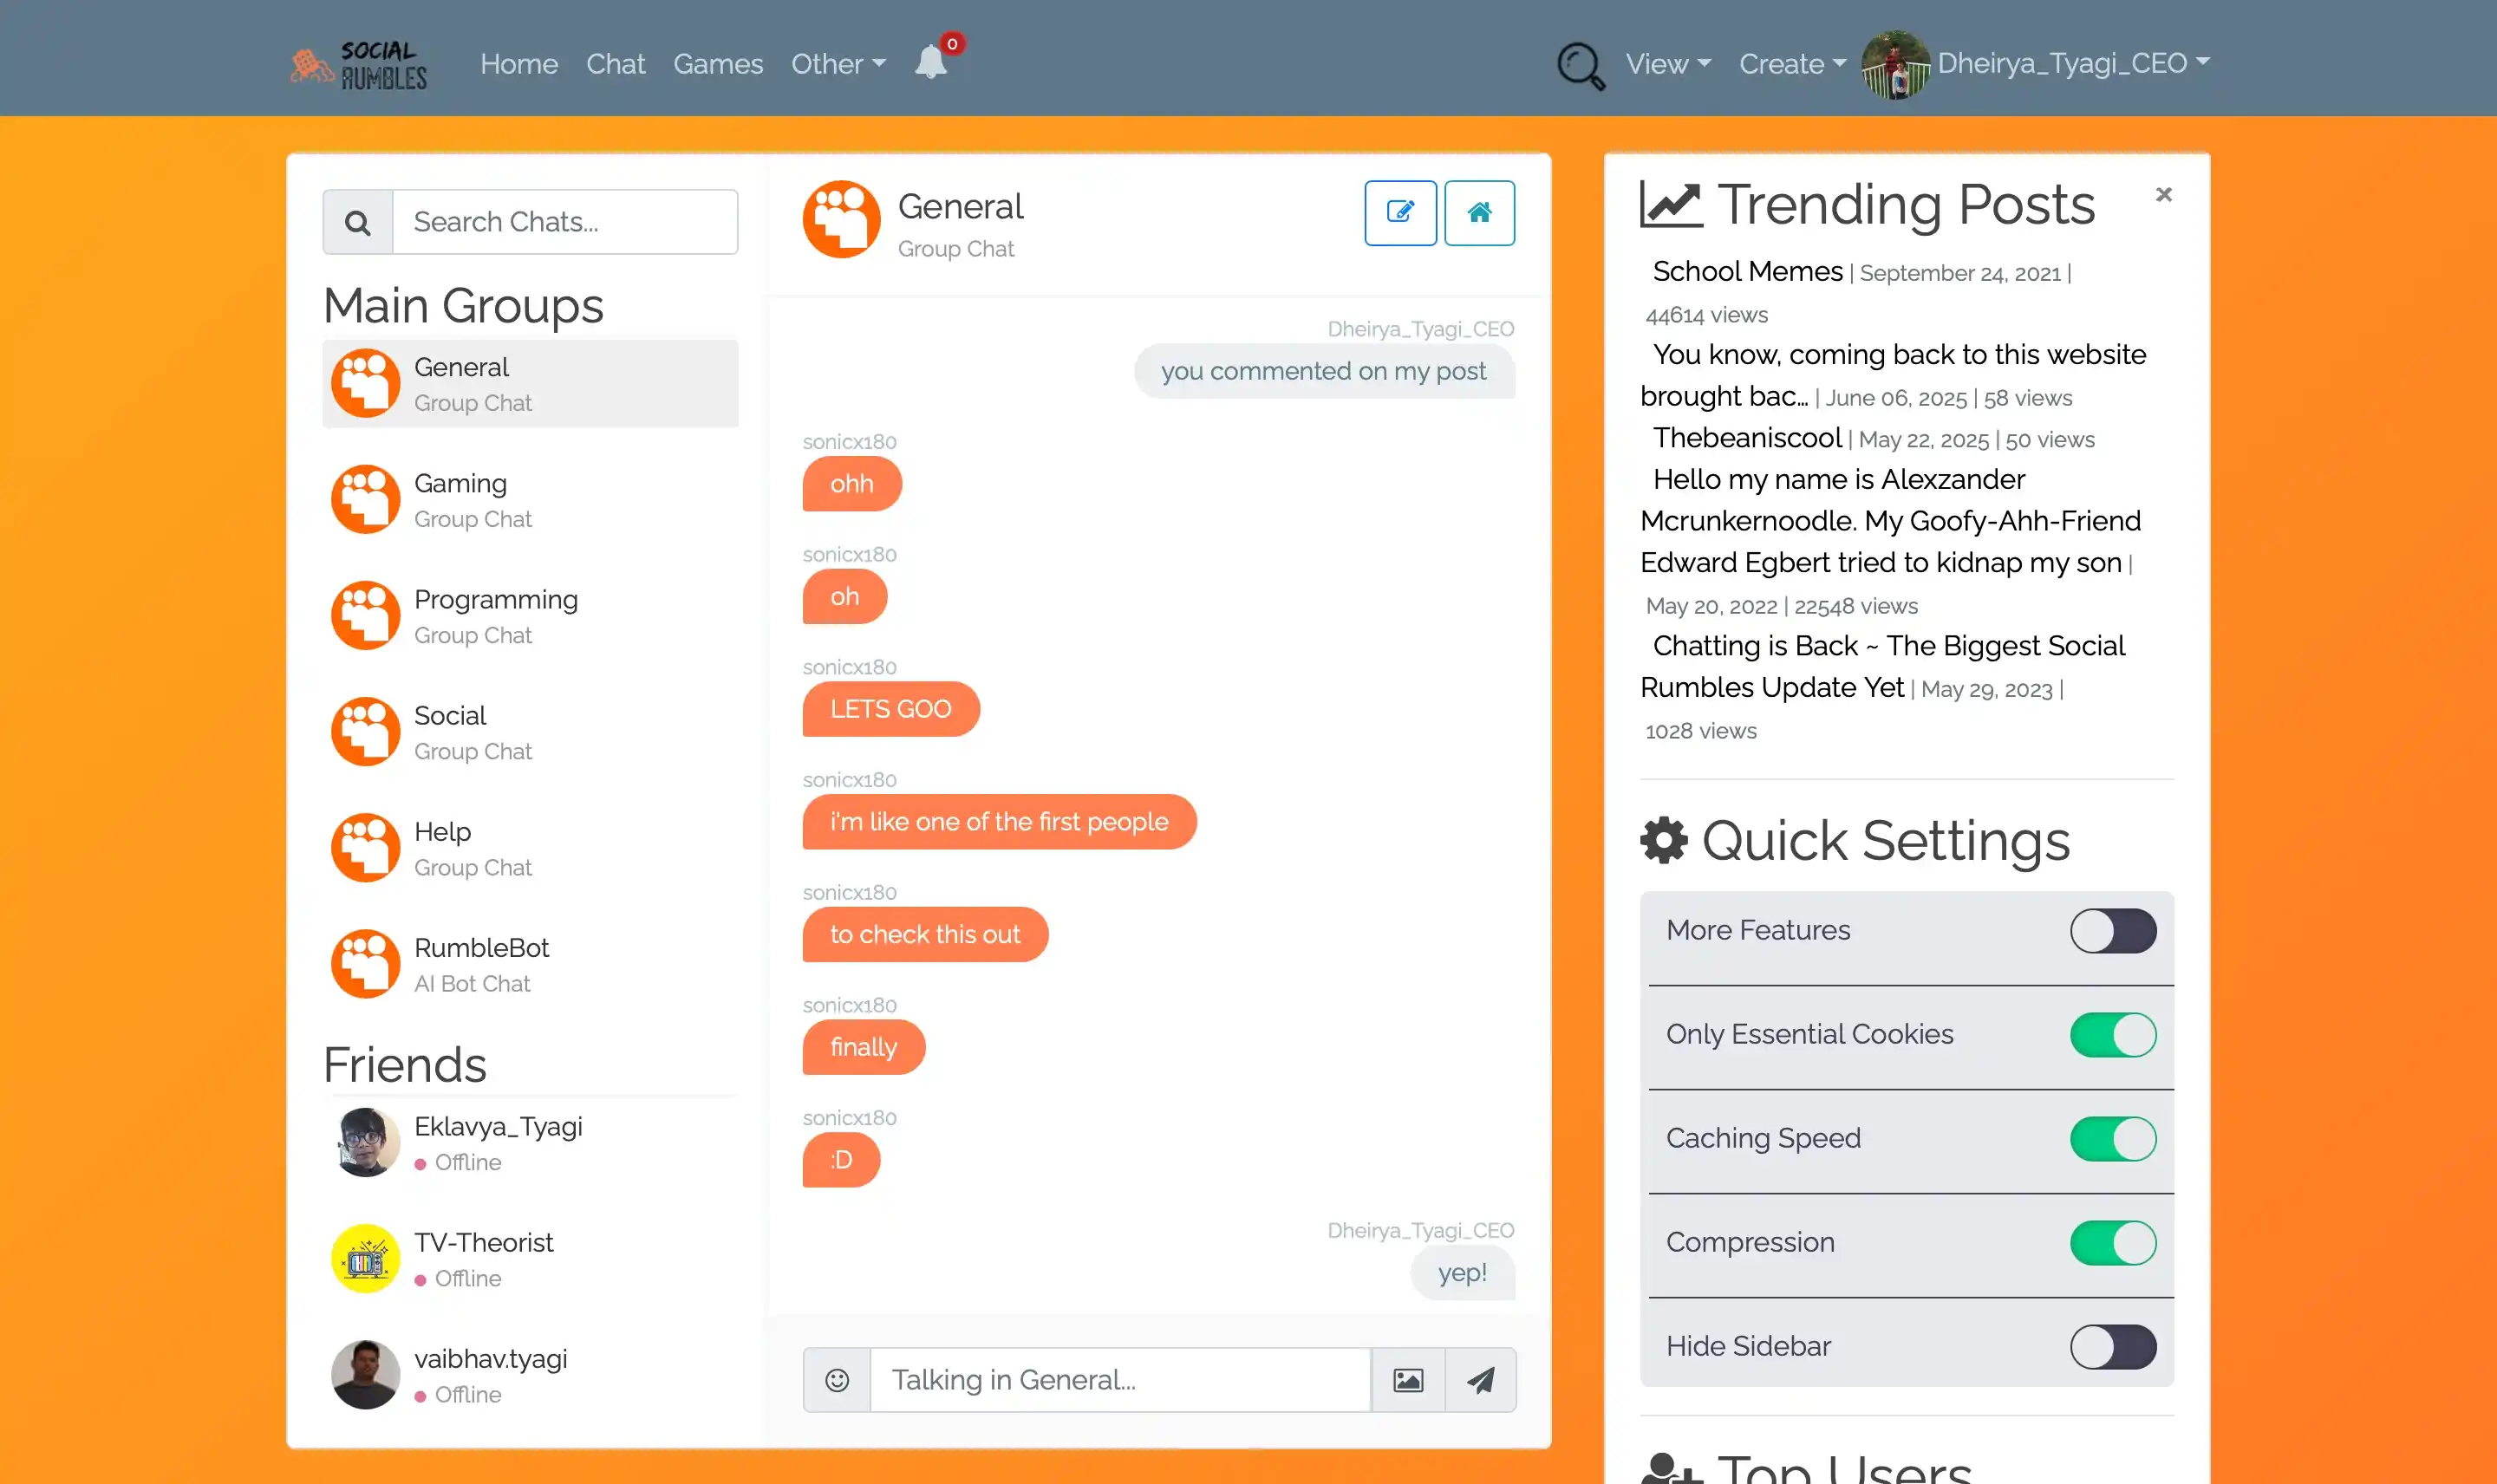 SOCIAL
RUMBLES
Home
Chat
Games
Other
0
View
Create
Dheirya_Tyagi_CEO
Search Chats...
Main Groups
General
Group Chat
Gaming
Group Chat
Programming
Group Chat
Social
Group Chat
Help
Group Chat
RumbleBot
AI Bot Chat
Friends
Eklavya_Tyagi
Offline
TV-Theorist
Offline
vaibhav.tyagi
Offline
General
Group Chat
Dheirya_Tyagi_CEO
you commented on my post
sonicx180
ohh
sonicx180
oh
sonicx180
LETS GOO
sonicx180
i'm like one of the first people
sonicx180
to check this out
sonicx180
finally
sonicx180
:D
Dheirya_Tyagi_CEO
yep!
Talking in General...
Trending Posts
×
School Memes | September 24, 2021 |
44614 views
You know, coming back to this website
brought bac... | June 06, 2025 | 58 views
Thebeaniscool | May 22, 2025 | 50 views
Hello my name is Alexzander
Mcrunkernoodle. My Goofy-Ahh-Friend
Edward Egbert tried to kidnap my son |
May 20, 2022 | 22548 views
Chatting is Back ~ The Biggest Social
Rumbles Update Yet | May 29, 2023 |
1028 views
Quick Settings
More Features
Only Essential Cookies
Caching Speed
Compression
Hide Sidebar
Top Users